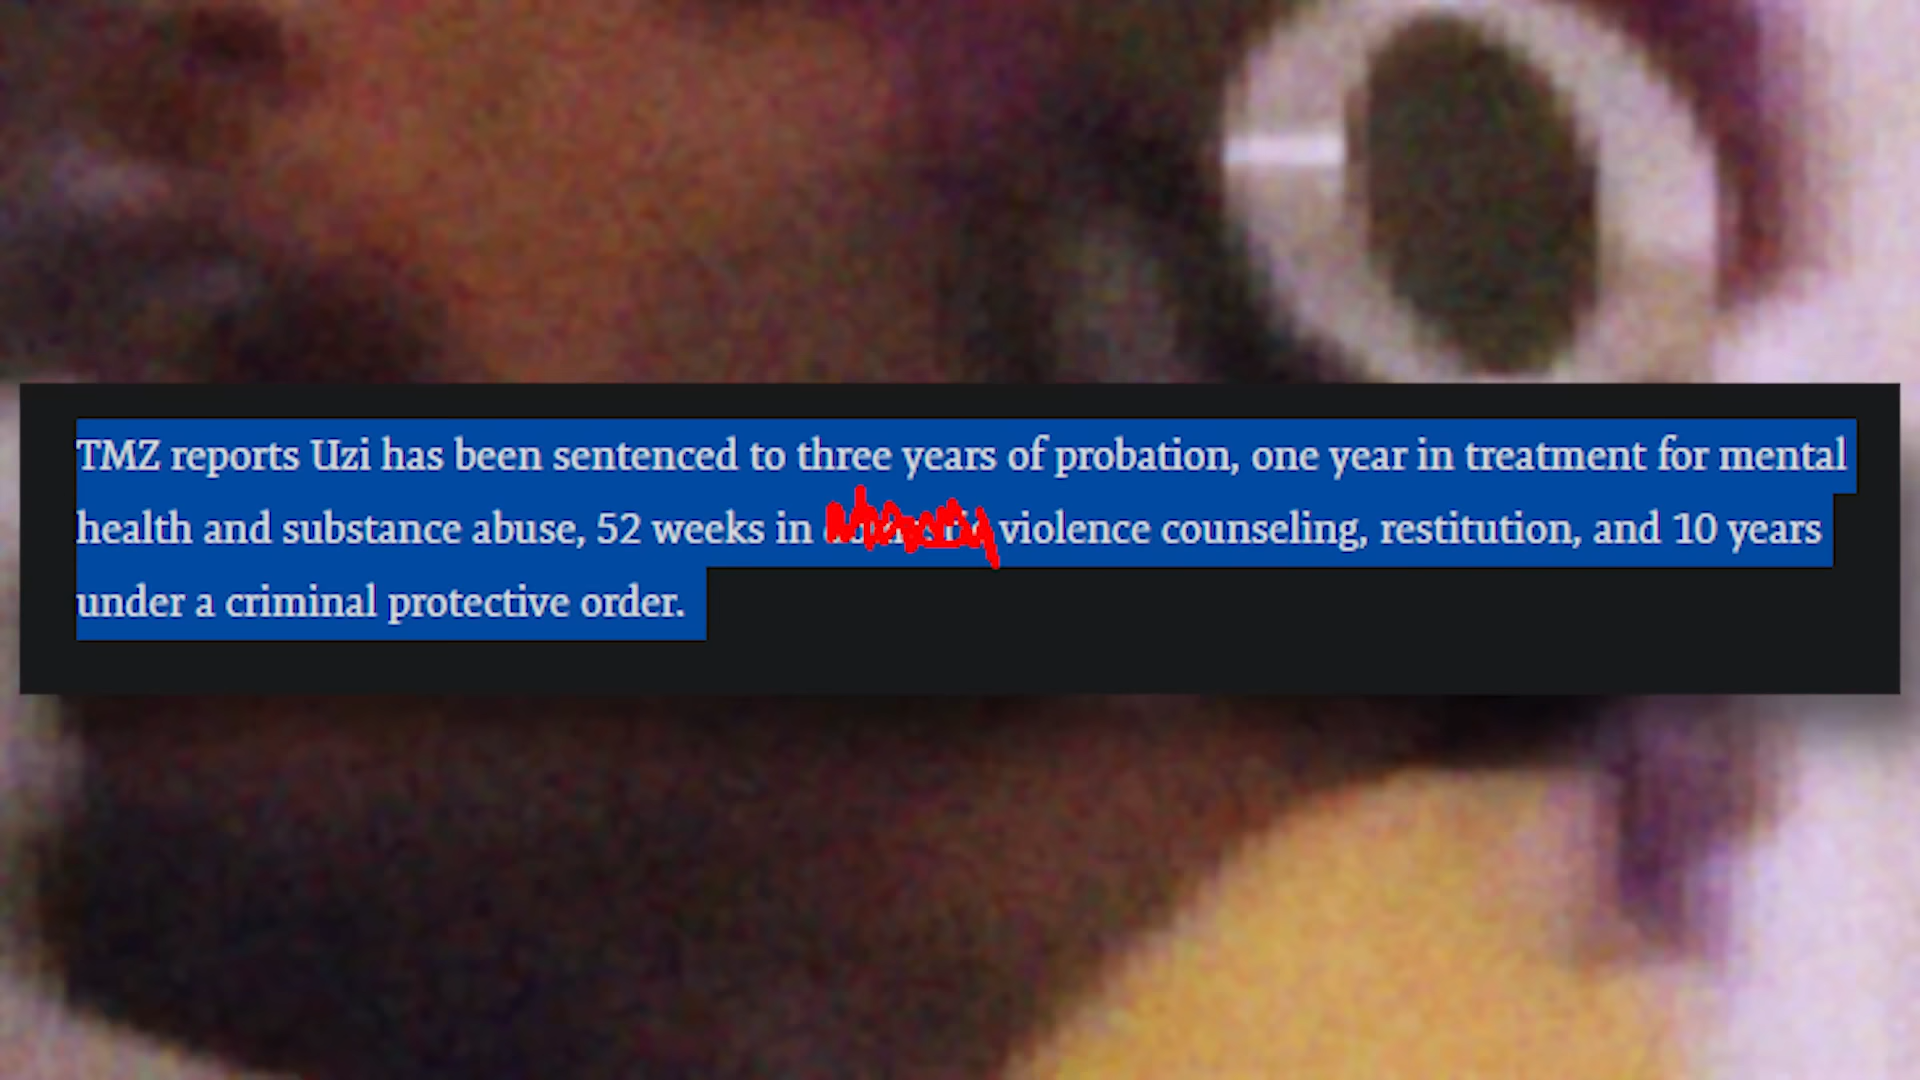 TMZ reports Uzi has been sentenced to three years of probation, one year in treatment for mental
health and substance abuse, 52 weeks in violence counseling, restitution, and 10 years
under a criminal protective order.